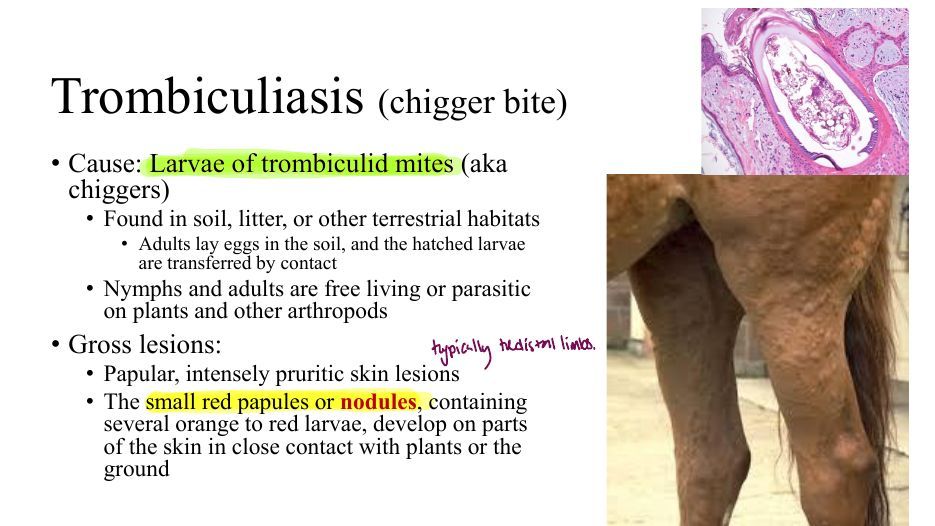 Trombiculiasis (chigger bite)
• Cause: Larvae of trombiculid mites (aka
chiggers)
• Found in soil, litter, or other terrestrial habitats
• Adults lay eggs in the soil, and the hatched larvae
are transferred by contact
• Nymphs and adults are free living or parasitic
on plants and other arthropods
• Gross lesions:
typically distal limbs.
• Papular, intensely pruritic skin lesions
• The small red papules or nodules, containing
several orange to red larvae, develop on parts
of the skin in close contact with plants or the
ground